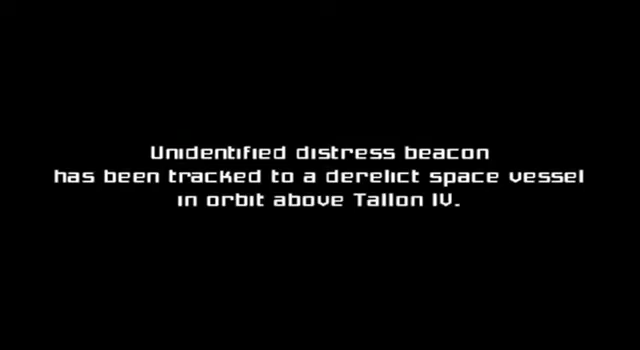 Unidentified distress beacon
has been tracked to a derelict space vessel
in orbit above Tallon IV.